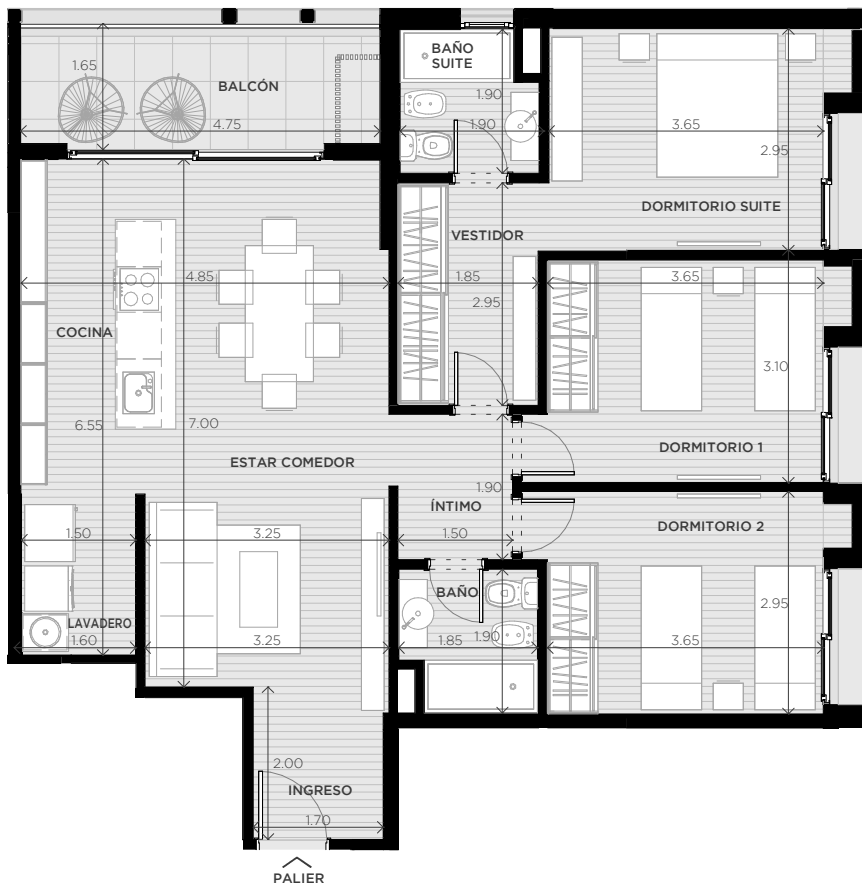 BAÑO
SUITE
1.65
BALCÓN
1.90
4.75
1.90
3.65
2.95
DORMITORIO SUITE
VESTIDOR
4.85
1.85
3.65
2.95
COCINA
3.10
6.55
7.00
DORMITORIO 1
ESTAR COMEDOR
1.90
ÍNTIMO
DORMITORIO 2
1.50
3.25
1.50
BAÑO
2.95
LAVADERO
1.60
3.25
1.85
1.90
3.65
2.00
INGRESO
1.70
PALIER